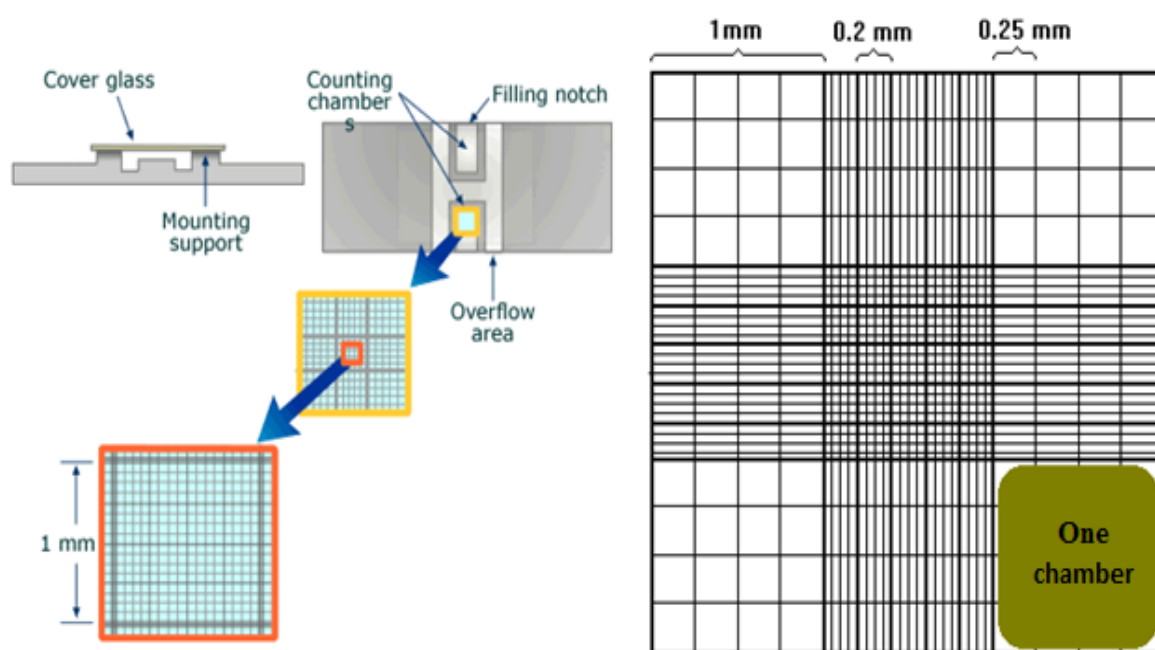 Cover glass
Mounting
support
Counting
chamber
s
Filling notch
Overflow
area
1 mm
1mm
0.2 mm
0.25 mm
One
chamber